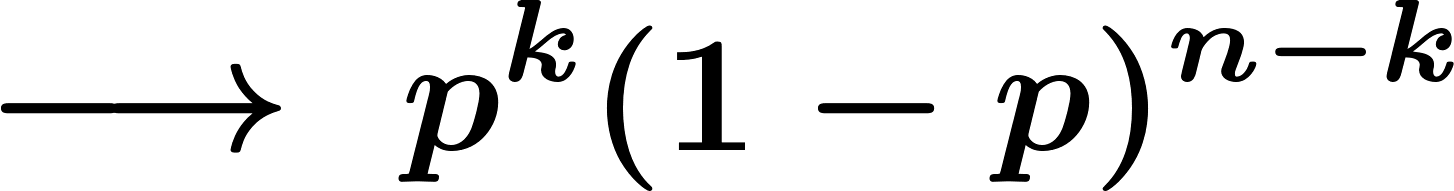 ⟶ p^k(1 − p)^{n−k}